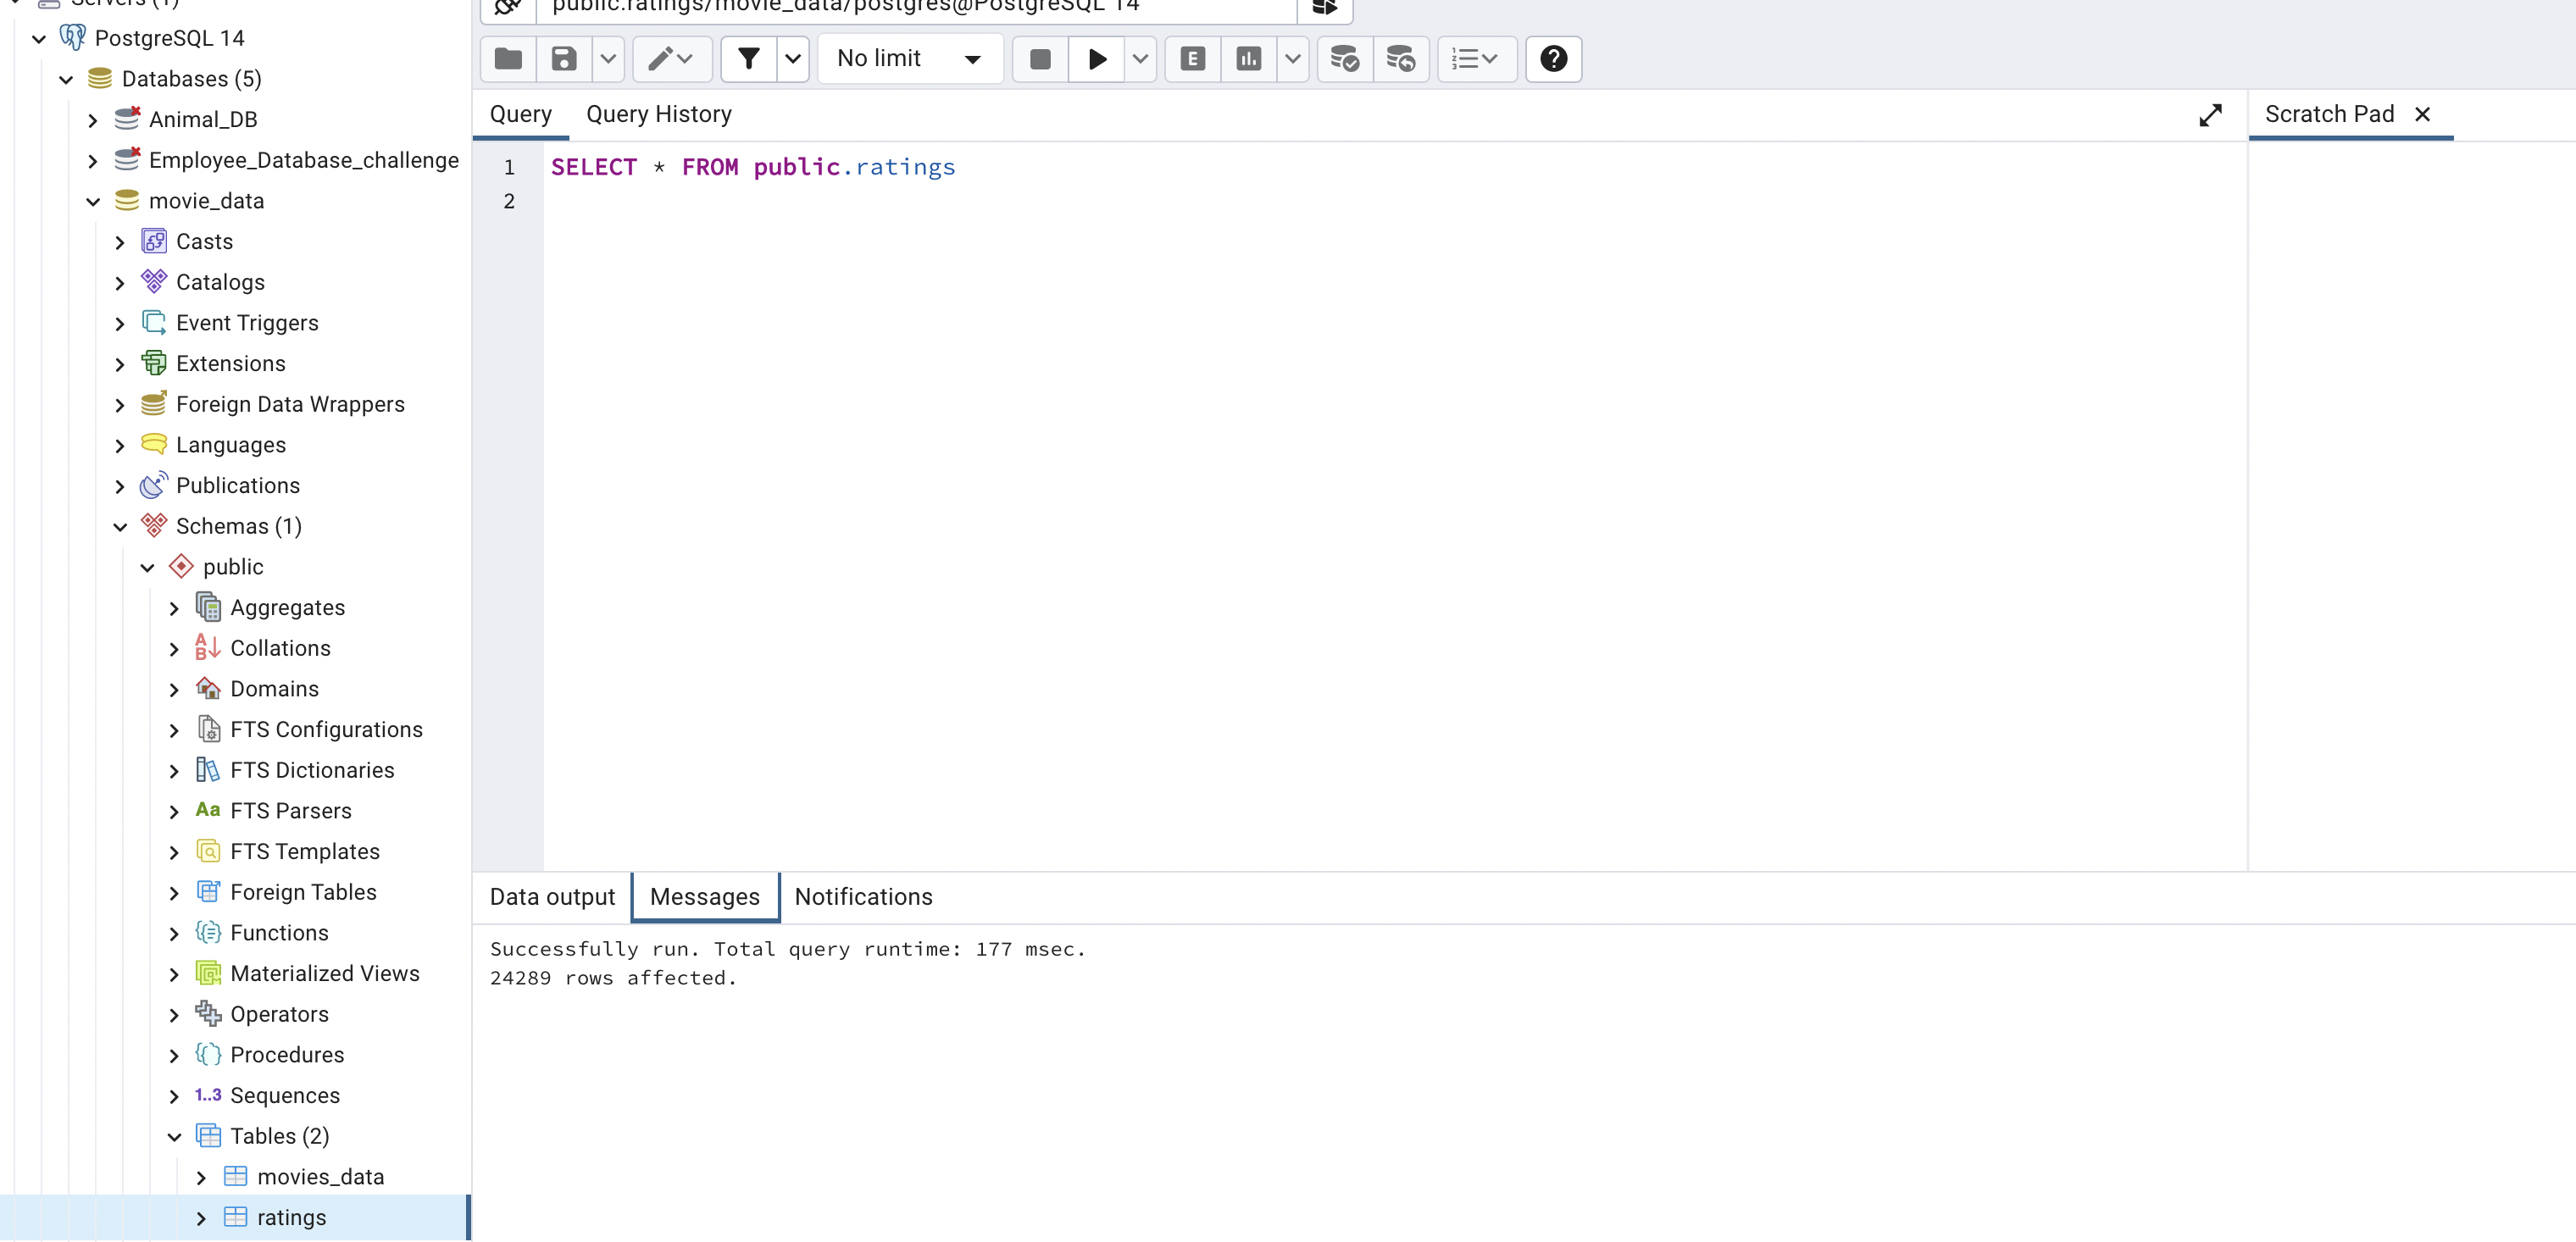 Servers (1)
PostgreSQL 14
Databases (5)
Animal_DB
Employee_Database_challenge
movie_data
Casts
Catalogs
Event Triggers
Extensions
Foreign Data Wrappers
Languages
Publications
Schemas (1)
public
Aggregates
Collations
Domains
FTS Configurations
FTS Dictionaries
Aa FTS Parsers
FTS Templates
Foreign Tables
Functions
Materialized Views
Operators
Procedures
1..3 Sequences
Tables (2)
movies_data
ratings
public.ratings/movie_data/postgres@PostgreSQL 14
No limit
E
Query Query History
Scratch Pad
1 SELECT * FROM public.ratings
2
Data output Messages Notifications
Successfully run. Total query runtime: 177 msec.
24289 rows affected.